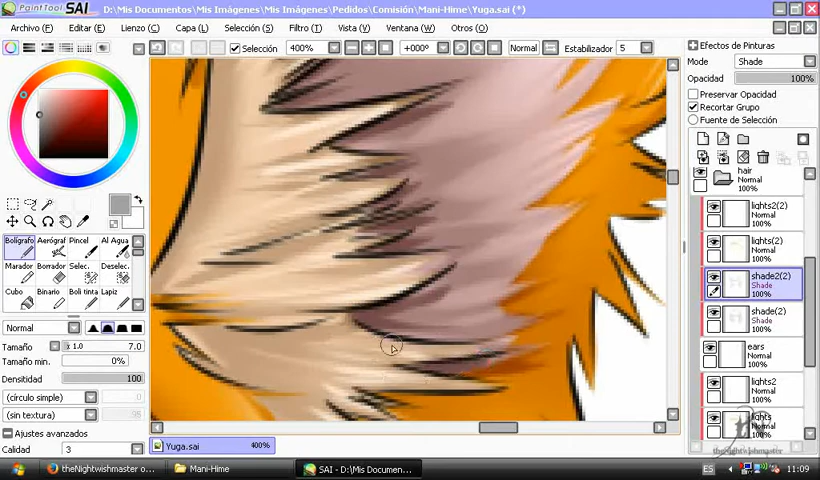 PaintTool SAI D:\Mis Documentos\Mis Imágenes\Mis Imágenes\Pedidos\Comisión\Mani-Hime\Yuga.sai (*)
Archivo (F) Editar (E) Lienzo (C) Capa (L) Selección (S) Filtro (T) Ver (V) Ventana (W) Otros (O)
Selección 400% +000º Normal Estabilizador 5
Efectos de Pinturas
Mode Shade
Opacidad 100%
Preservar Opacidad
Recortar Grupo
Fuente de Selección
hair
Normal
100%
lights2(2)
Normal
100%
lights(2)
Normal
100%
shade2(2)
Shade
100%
shade(2)
Shade
100%
ears
Normal
100%
lights2
Normal
100%
lights
Normal
100%
Bolígrafo Aerógraf Pincel Al Agua
Marador Borrador Selec. Deselec.
Cubo Binario Boli tinta Lapiz
Normal
Tamaño x 1.0 7.0
Tamaño min. 0%
Densitidad 100
(círculo simple)
(sin textura)
Ajustes avanzados
Calidad 3
Yuga.sai 400%
theNightwishmaster
theNightwishmaster o... Mani-Hime SAI - D:\Mis Documen... ES 11:09